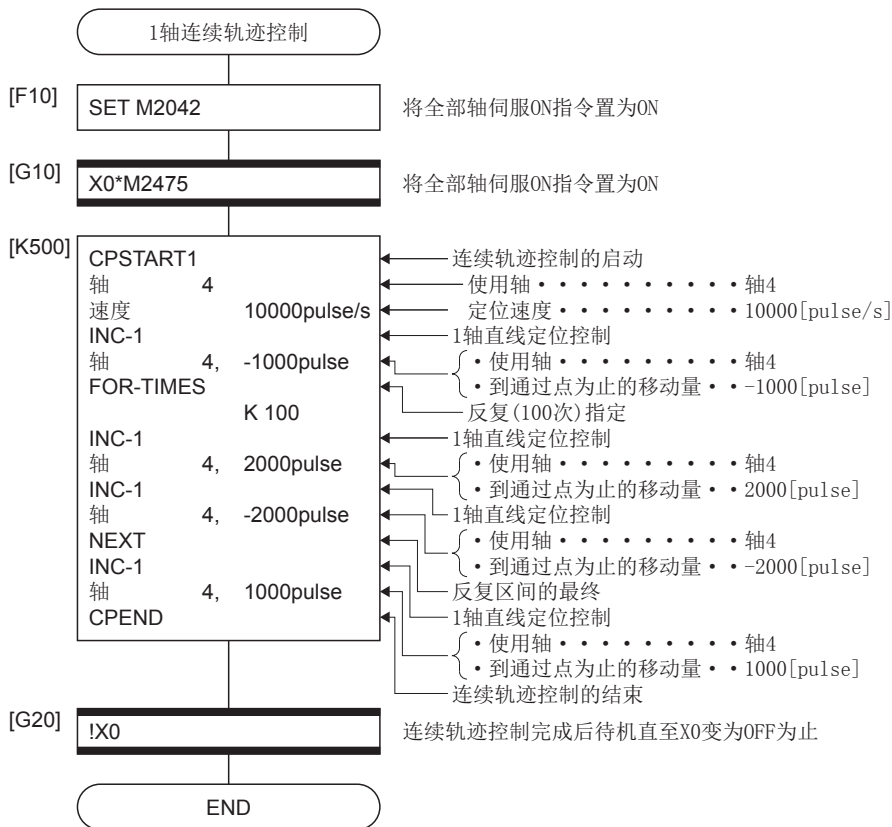 1轴连续轨迹控制
[F10]
SET M2042
将全部轴伺服ON指令置为ON
[G10]
X0*M2475
将全部轴伺服ON指令置为ON
[K500]
CPSTART1
连续轨迹控制的启动
轴 4
使用轴・・・・・・・・・・轴4
速度 10000pulse/s
定位速度・・・・・・・・・10000[pulse/s]
INC-1
1轴直线定位控制
轴 4, -1000pulse
・使用轴・・・・・・・・・轴4
・到通过点为止的移动量・・-1000[pulse]
FOR-TIMES
K 100
反复(100次)指定
INC-1
1轴直线定位控制
轴 4, 2000pulse
・使用轴・・・・・・・・・轴4
・到通过点为止的移动量・・2000[pulse]
INC-1
1轴直线定位控制
轴 4, -2000pulse
・使用轴・・・・・・・・・轴4
・到通过点为止的移动量・・-2000[pulse]
NEXT
反复区间的最终
INC-1
1轴直线定位控制
轴 4, 1000pulse
・使用轴・・・・・・・・・轴4
・到通过点为止的移动量・・1000[pulse]
CPEND
连续轨迹控制的结束
[G20]
!X0
连续轨迹控制完成后待机直至X0变为OFF为止
END